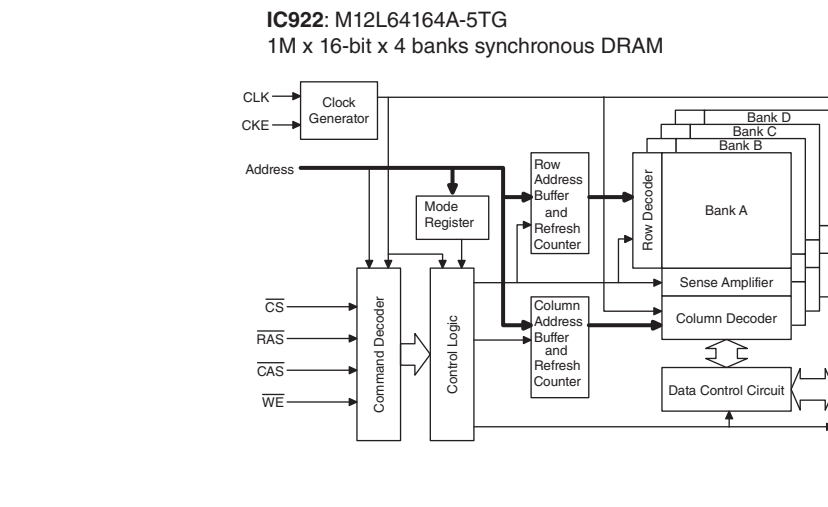 IC922: M12L64164A-5TG
1M x 16-bit x 4 banks synchronous DRAM
CLK
CKE
Clock
Generator
Address
Mode
Register
Row
Address
Buffer
and
Refresh
Counter
Bank D
Bank C
Bank B
Bank A
Row Decoder
Sense Amplifier
Column Decoder
Column
Address
Buffer
and
Refresh
Counter
CS
RAS
CAS
WE
Command Decoder
Control Logic
Data Control Circuit